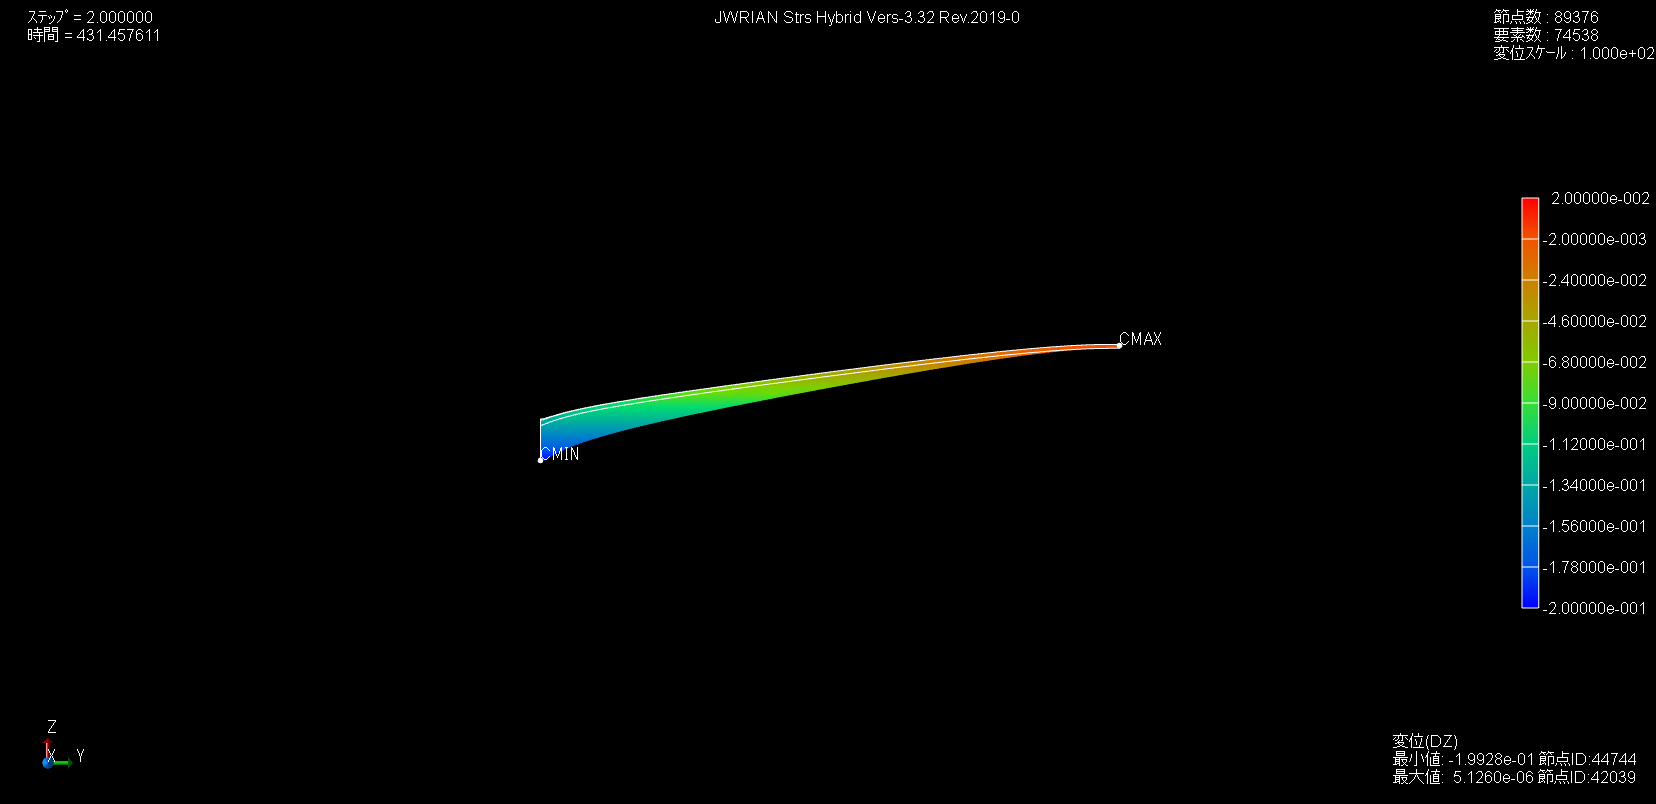 ステップ = 2.000000
時間 = 431.457611
JWRIAN Strs Hybrid Vers-3.32 Rev.2019-0
節点数 : 89376
要素数 : 74538
変位スケール : 1.000e+02
CMAX
CMIN
2.00000e-002
-2.00000e-003
-2.40000e-002
-4.60000e-002
-6.80000e-002
-9.00000e-002
-1.12000e-001
-1.34000e-001
-1.56000e-001
-1.78000e-001
-2.00000e-001
Z
X
Y
変位(DZ)
最小値: -1.9928e-01 節点ID:44744
最大値: 5.1260e-06 節点ID:42039